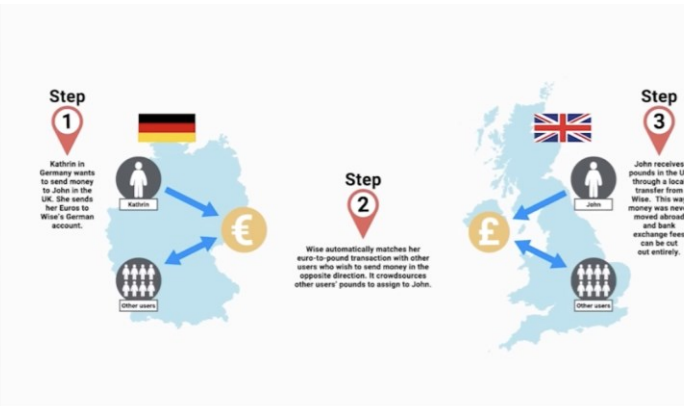 Step
1
Kathrin in
Germany wants
to send money
to John in the
UK. She sends
her Euros to
Wise's German
account.
Kathrin
€
Other users
Step
2
Wise automatically matches her
euro-to-pound transaction with other
users who wish to send money in the
opposite direction. It crowdsources
other users' pounds to assign to John.
Step
3
John receives
pounds in the U
through a local
transfer from
Wise. This way
money was neve
moved abroad
and bank
exchange fees
can be cut
out entirely.
John
£
Other users